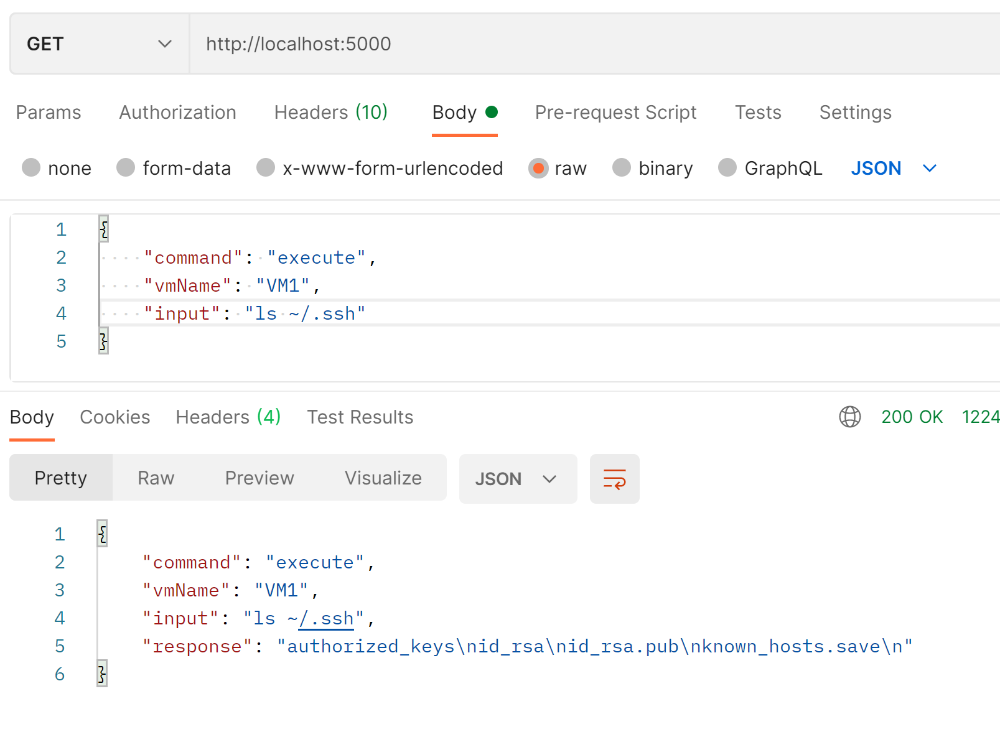 GET http://localhost:5000
Params Authorization Headers (10) Body Pre-request Script Tests Settings
none form-data x-www-form-urlencoded raw binary GraphQL JSON
1 {
2 "command": "execute",
3 "vmName": "VM1",
4 "input": "ls ~/.ssh"
5 }
Body Cookies Headers (4) Test Results 200 OK 1224
Pretty Raw Preview Visualize JSON
1 {
2 "command": "execute",
3 "vmName": "VM1",
4 "input": "ls ~/.ssh",
5 "response": "authorized_keys\nid_rsa\nid_rsa.pub\nknown_hosts.save\n"
6 }